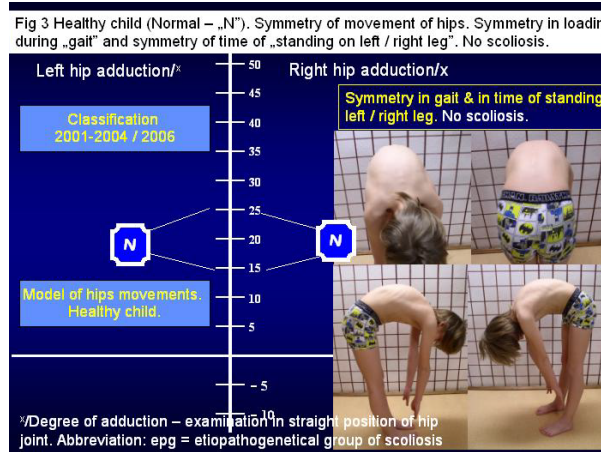 Fig 3 Healthy child (Normal – „N”). Symmetry of movement of hips. Symmetry in loadin
during „gait” and symmetry of time of „standing on left / right leg”. No scoliosis.
Left hip adduction/x
50
Right hip adduction/x
45
Classification
2001-2004 / 2006
Symmetry in gait & in time of standing
left / right leg. No scoliosis.
40
35
30
25
N
20
N
15
Model of hips movements.
Healthy child.
10
5
0
– 5
– 10
x/Degree of adduction – examination in straight position of hip
joint. Abbreviation: epg = etiopathogenetical group of scoliosis